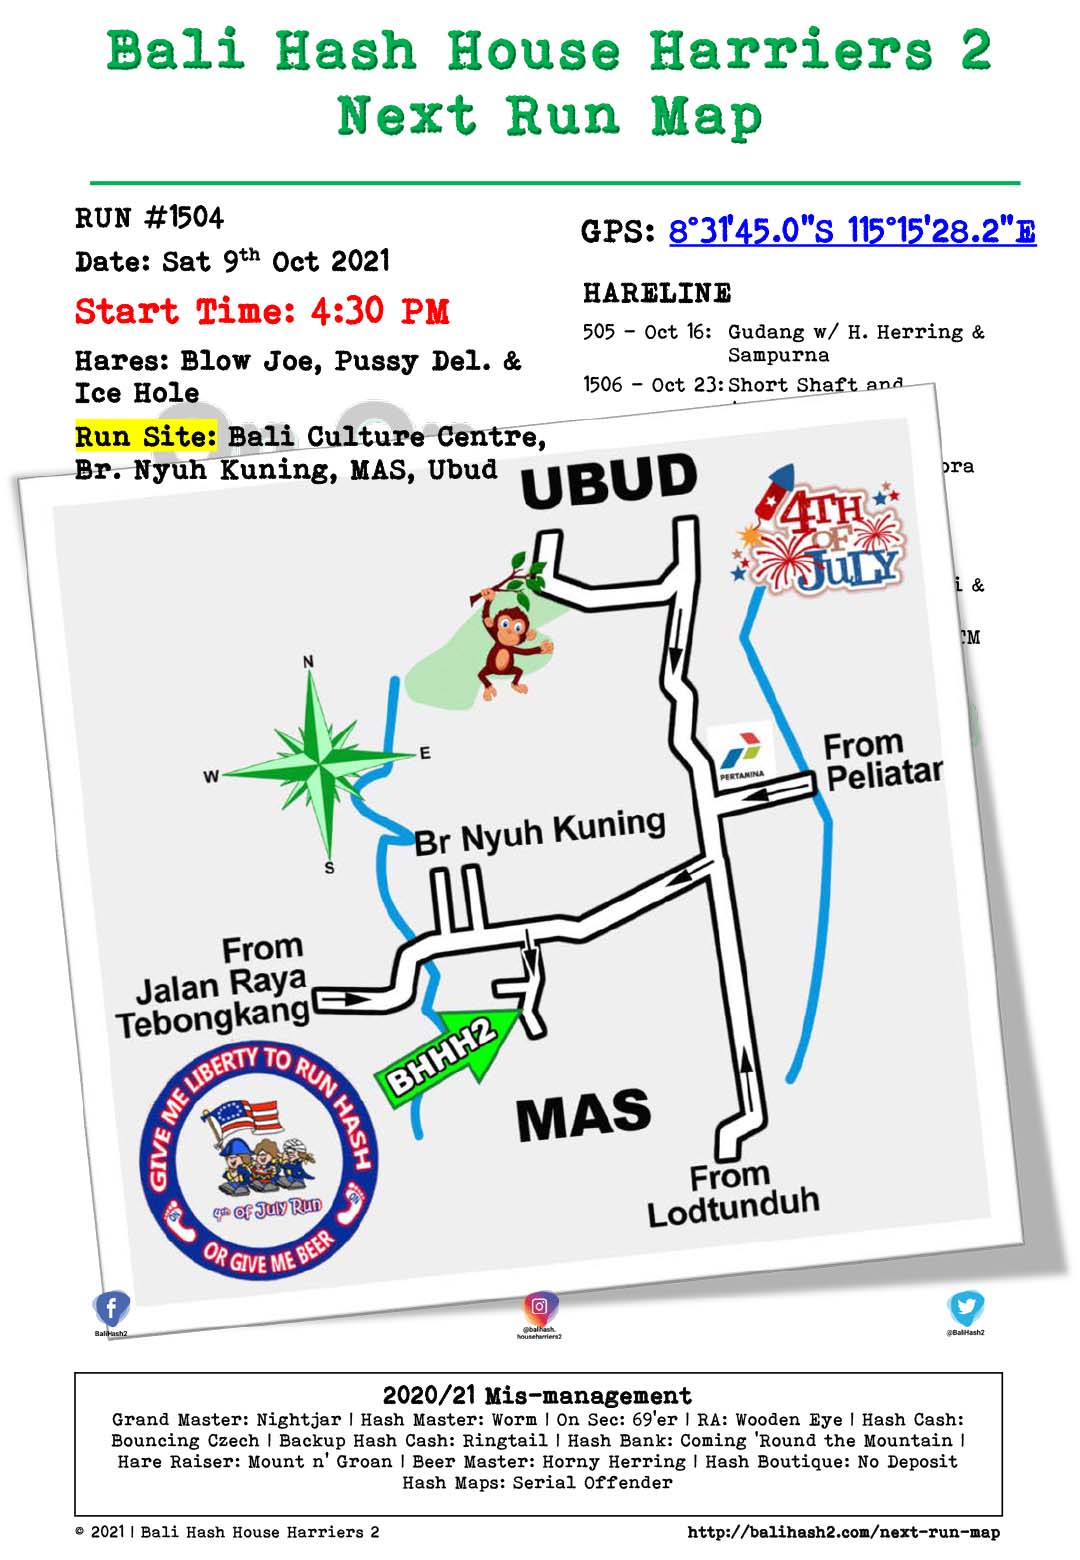 Bali Hash House Harriers 2
Next Run Map
RUN #1504
Date: Sat 9th Oct 2021
Start Time: 4:30 PM
Hares: Blow Joe, Pussy Del. &
Ice Hole
Run Site: Bali Culture Centre,
Br. Nyuh Kuning, MAS, Ubud
GPS: 8°31'45.0"S 115°15'28.2"E
HARELINE
505 - Oct 16: Gudang w/ H. Herring &
Sampurna
1506 - Oct 23: Short Shaft and
ora
i &
TM
UBUD
4TH
OF
JULY
N
W
E
S
PERTAMINA
From
Peliatan
Br Nyuh Kuning
From
Jalan Raya
Tebongkang
BHHH2
MAS
From
Lodtunduh
GIVE ME LIBERTY TO RUN HASH
4th of July Run
OR GIVE ME BEER
ON
ON
BaliHash2
@balihash.
househarriers2
@BaliHash2
2020/21 Mis-management
Grand Master: Nightjar | Hash Master: Worm | On Sec: 69'er | RA: Wooden Eye | Hash Cash:
Bouncing Czech | Backup Hash Cash: Ringtail | Hash Bank: Coming 'Round the Mountain |
Hare Raiser: Mount n' Groan | Beer Master: Horny Herring | Hash Boutique: No Deposit
Hash Maps: Serial Offender
© 2021 | Bali Hash House Harriers 2
http://balihash2.com/next-run-map